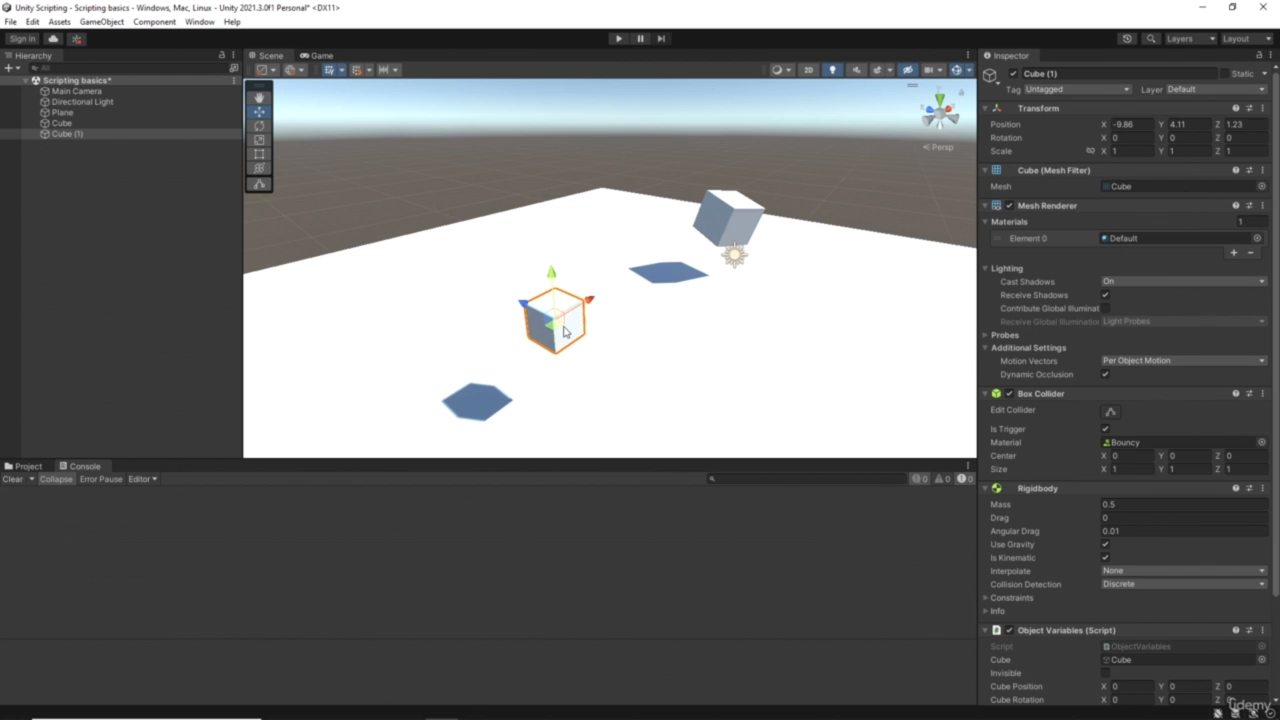 Unity Scripting - Scripting basics - Windows, Mac, Linux - Unity 2021.3.0f1 Personal* <DX11>
File Edit Assets GameObject Component Window Help
Sign in Layers Layout
Hierarchy Scene Game Inspector
All
Scripting basics*
Main Camera
Directional Light
Plane
Cube
Cube (1)
2D
Persp
Cube (1) Static
Tag Untagged Layer Default
Transform
Position X -9.86 Y 4.11 Z 1.23
Rotation X 0 Y 0 Z 0
Scale X 1 Y 1 Z 1
Cube (Mesh Filter)
Mesh Cube
Mesh Renderer
Materials 1
Element 0 Default
Lighting
Cast Shadows On
Receive Shadows
Contribute Global Illuminat
Receive Global Illumination Light Probes
Probes
Additional Settings
Motion Vectors Per Object Motion
Dynamic Occlusion
Box Collider
Edit Collider
Is Trigger
Material Bouncy
Center X 0 Y 0 Z 0
Size X 1 Y 1 Z 1
Rigidbody
Mass 0.5
Drag 0
Angular Drag 0.01
Use Gravity
Is Kinematic
Interpolate None
Collision Detection Discrete
Constraints
Info
Object Variables (Script)
Script ObjectVariables
Cube Cube
Invisible
Cube Position X 0 Y 0 Z 0
Cube Rotation X 0 Y 0 Z 0
Project Console
Clear Collapse Error Pause Editor 0 0 0
udemy